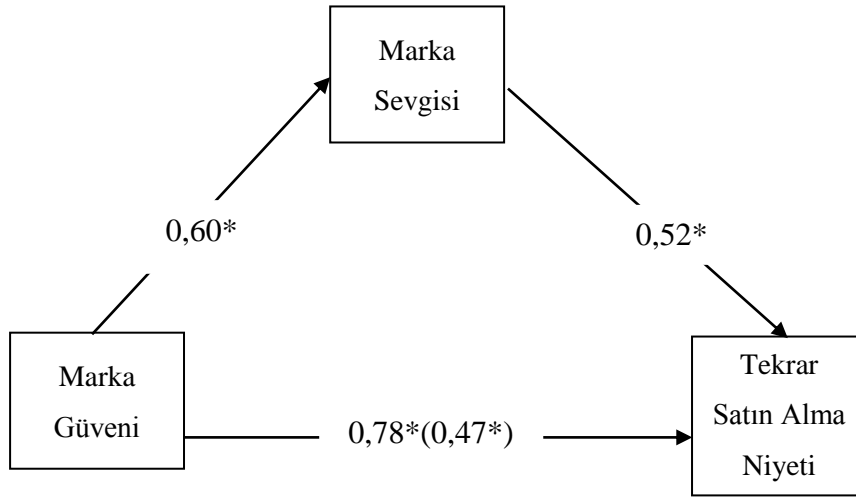 Marka
Sevgisi
0,60*
0,52*
Marka
Güveni
0,78*(0,47*)
Tekrar
Satın Alma
Niyeti